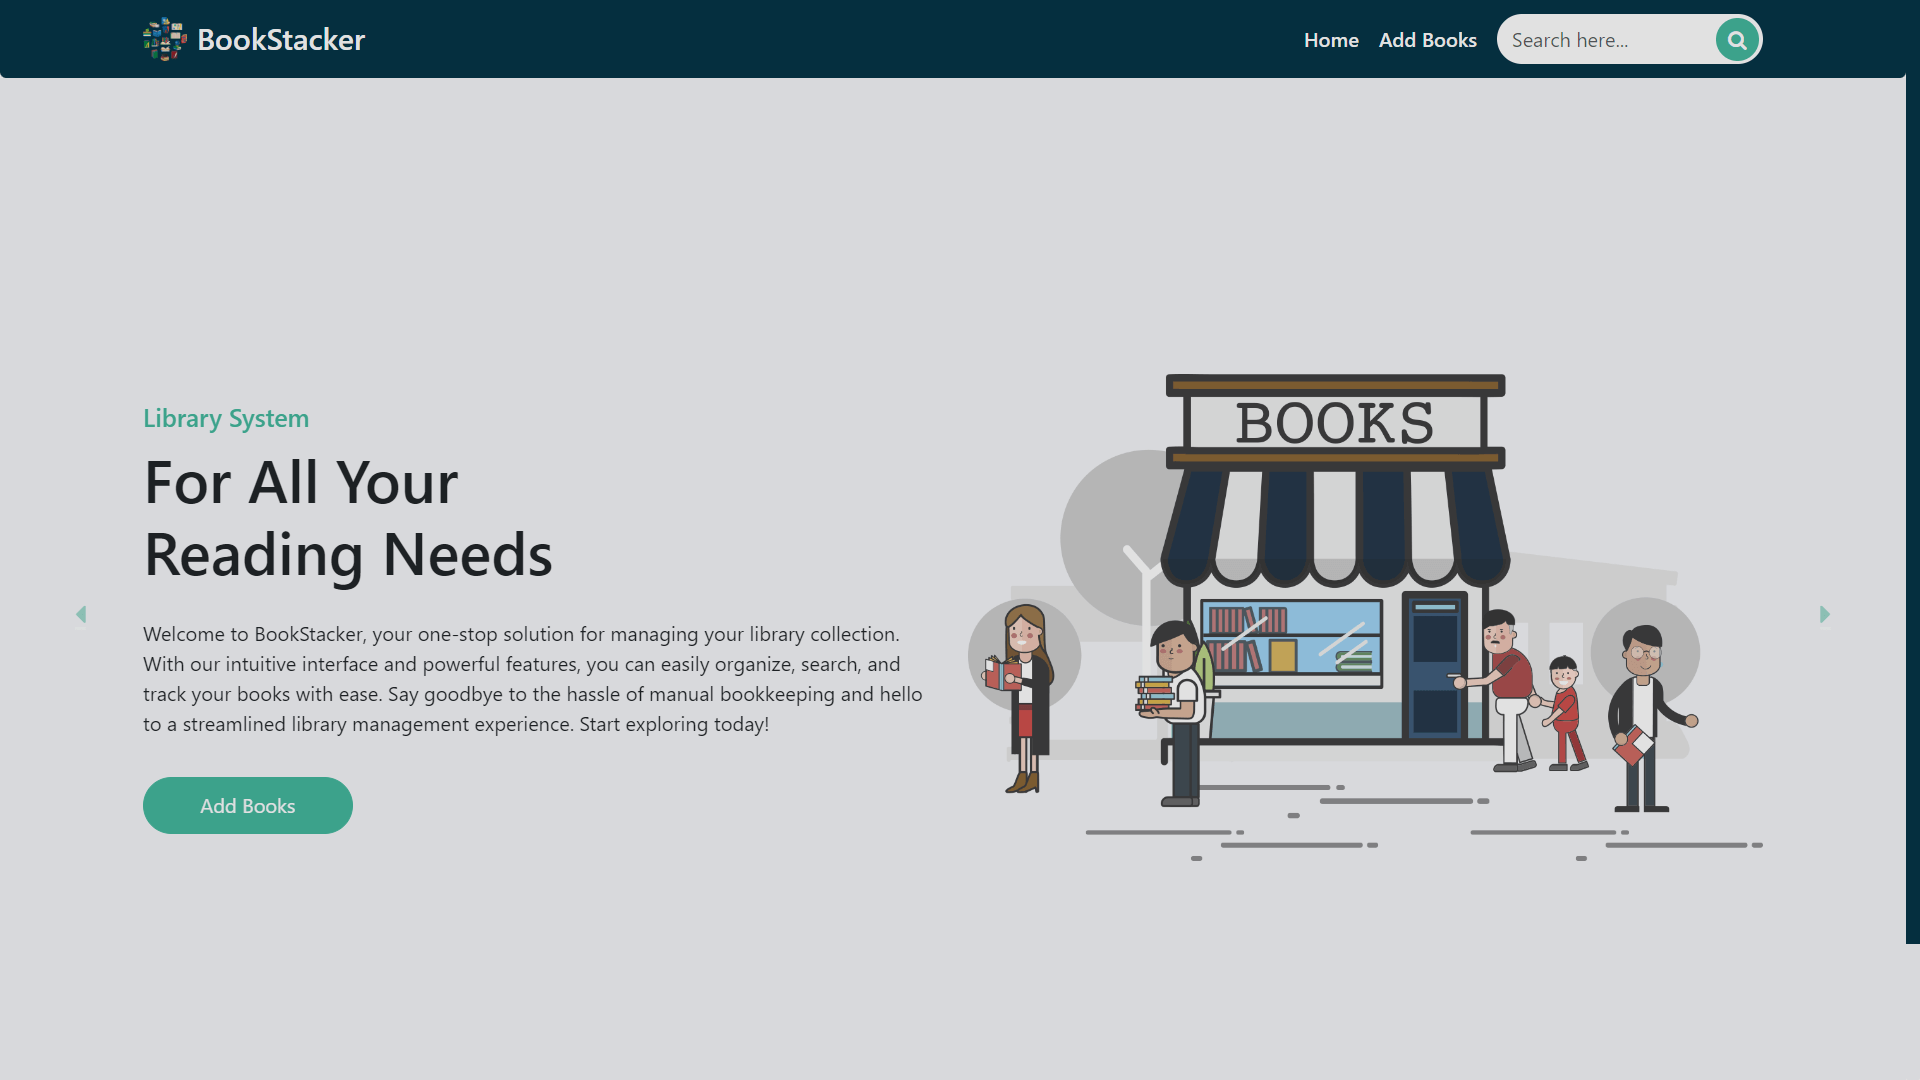 BookStacker
Home
Add Books
Search here...
Library System
For All Your
Reading Needs
Welcome to BookStacker, your one-stop solution for managing your library collection.
With our intuitive interface and powerful features, you can easily organize, search, and
track your books with ease. Say goodbye to the hassle of manual bookkeeping and hello
to a streamlined library management experience. Start exploring today!
Add Books
BOOKS